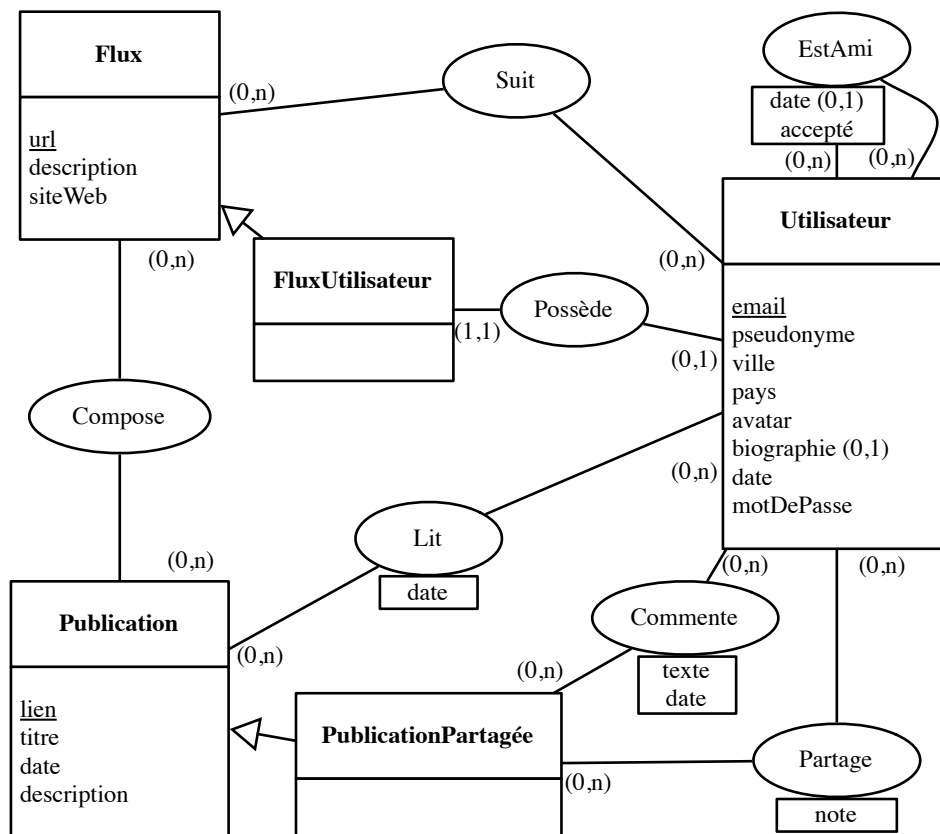 Flux
url
description
siteWeb
(0,n)
Suit
(0,n)
EstAmi
date (0,1)
accepté
(0,n)
(0,n)
Utilisateur
email
pseudonyme
ville
pays
avatar
biographie (0,1)
date
motDePasse
(0,n)
FluxUtilisateur
(1,1)
Possède
(0,1)
Compose
(0,n)
Publication
lien
titre
date
description
(0,n)
Lit
date
(0,n)
(0,n)
Commente
texte
date
(0,n)
PublicationPartagée
(0,n)
Partage
note
(0,n)